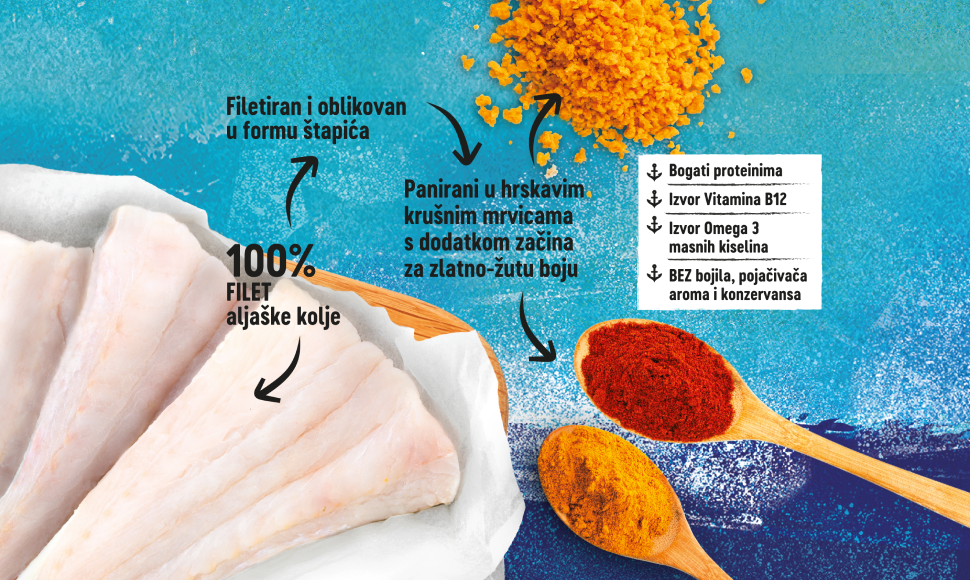 Filetiran i oblikovan
u formu štapića
100%
FILET
aljaške kolje
Panirani u hrskavim
krušnim mrvicama
s dodatkom začina
za zlatno-žutu boju
Bogati proteinima
Izvor Vitamina B12
Izvor Omega 3
masnih kiselina
BEZ bojila, pojačivača
aroma i konzervansa